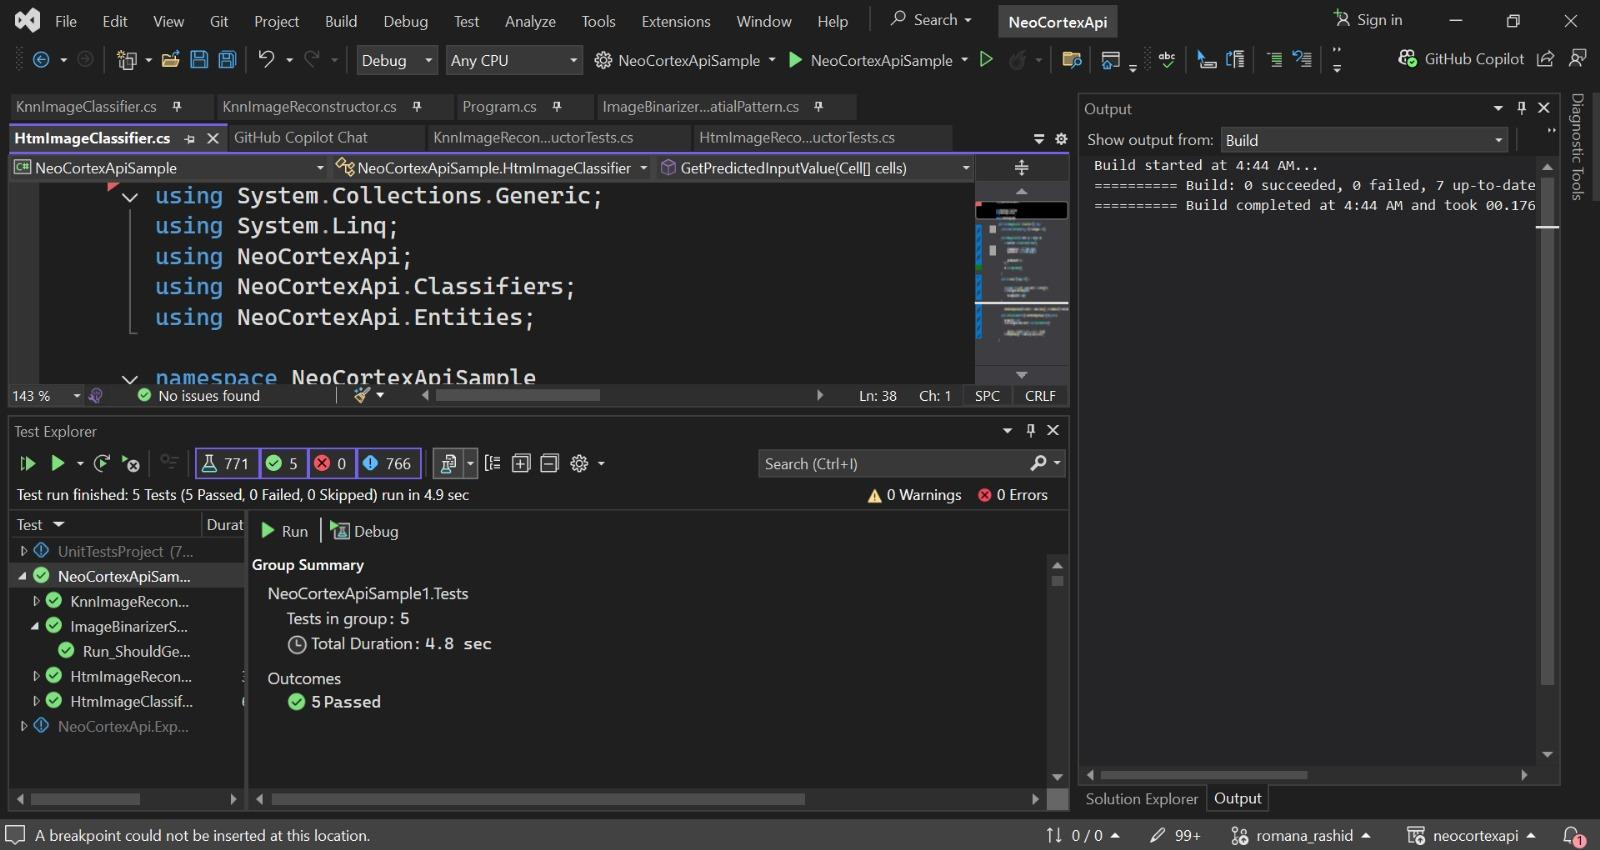 File Edit View Git Project Build Debug Test Analyze Tools Extensions Window Help Search NeoCortexApi Sign in
Debug Any CPU NeoCortexApiSample NeoCortexApiSample abc GitHub Copilot
KnnImageClassifier.cs KnnImageReconstructor.cs Program.cs ImageBinarizer...atialPattern.cs
HtmImageClassifier.cs GitHub Copilot Chat KnnImageRecon...uctorTests.cs HtmImageReco...uctorTests.cs
C# NeoCortexApiSample NeoCortexApiSample.HtmImageClassifier GetPredictedInputValue(Cell[] cells)
using System.Collections.Generic;
using System.Linq;
using NeoCortexApi;
using NeoCortexApi.Classifiers;
using NeoCortexApi.Entities;
namespace NeoCortexApiSample
143 % No issues found Ln: 38 Ch: 1 SPC CRLF
Test Explorer
771 5 0 766 Search (Ctrl+I)
Test run finished: 5 Tests (5 Passed, 0 Failed, 0 Skipped) run in 4.9 sec 0 Warnings 0 Errors
Test Durat
UnitTestsProject (7...
NeoCortexApiSam...
KnnImageRecon...
ImageBinarizerS...
Run_ShouldGe...
HtmImageRecon...
HtmImageClassif...
NeoCortexApi.Exp...
Run Debug
Group Summary
NeoCortexApiSample1.Tests
Tests in group: 5
Total Duration: 4.8 sec
Outcomes
5 Passed
Output
Show output from: Build
Build started at 4:44 AM...
========== Build: 0 succeeded, 0 failed, 7 up-to-date
========== Build completed at 4:44 AM and took 00.176
Solution Explorer Output
Diagnostic Tools
A breakpoint could not be inserted at this location. 0 / 0 99+ romana_rashid neocortexapi 1